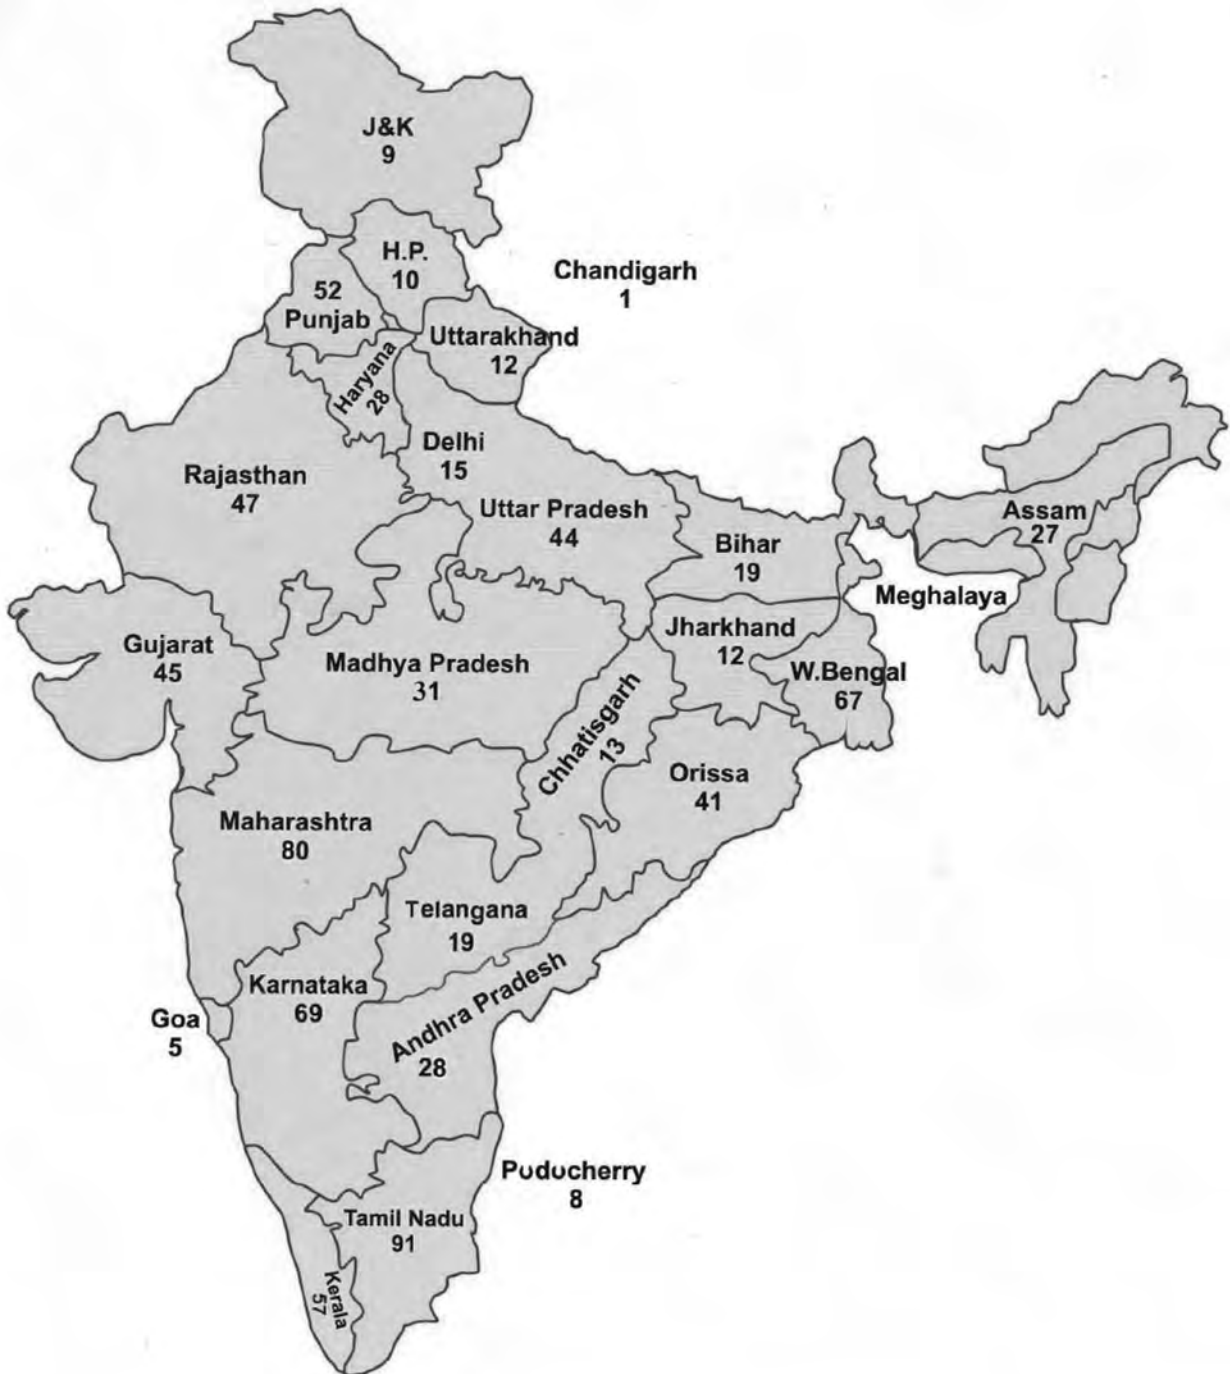 J&K
9
H.P.
10
Chandigarh
1
52
Punjab
Uttarakhand
12
Haryana
28
Delhi
15
Rajasthan
47
Uttar Pradesh
44
Assam
27
Bihar
19
Meghalaya
Jharkhand
12
Gujarat
45
Madhya Pradesh
31
W.Bengal
67
Chhatisgarh
13
Orissa
41
Maharashtra
80
Telangana
19
Karnataka
69
Andhra Pradesh
28
Goa
5
Puducherry
8
Tamil Nadu
91
Kerala
57